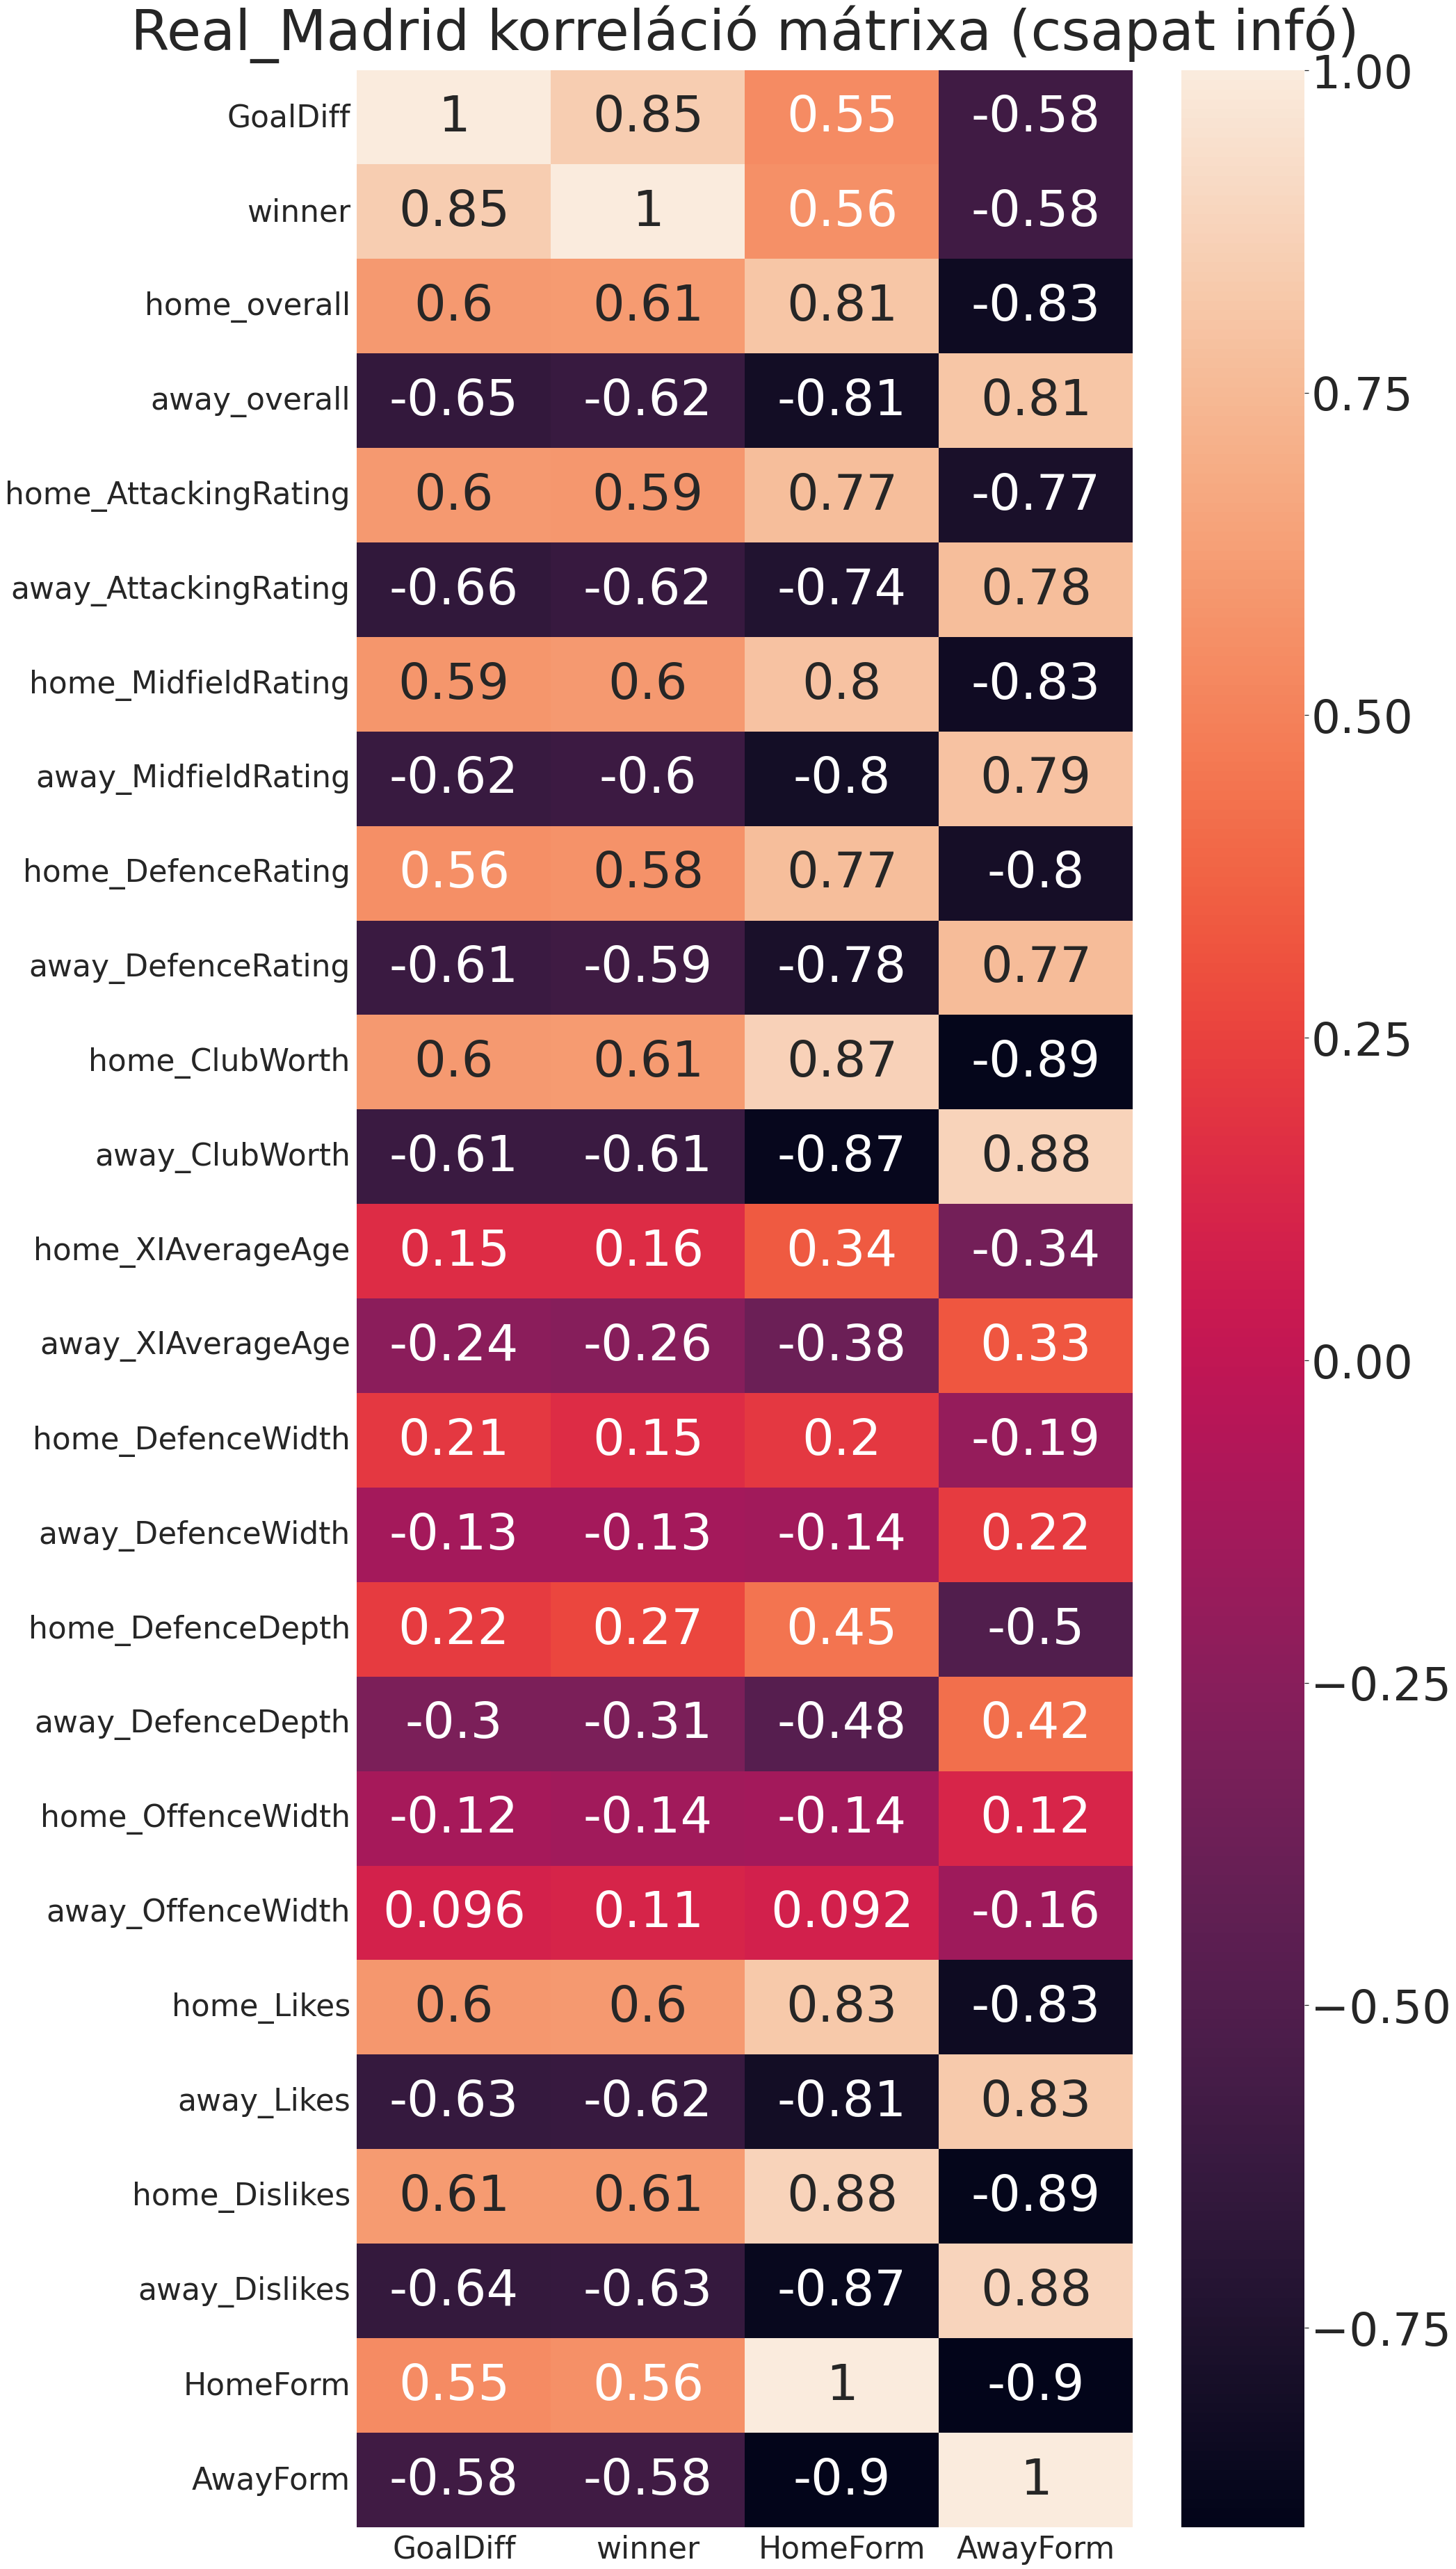 Real_Madrid korreláció mátrixa (csapat infó)
GoalDiff 1 0.85 0.55 -0.58
winner 0.85 1 0.56 -0.58
home_overall 0.6 0.61 0.81 -0.83
away_overall -0.65 -0.62 -0.81 0.81
home_AttackingRating 0.6 0.59 0.77 -0.77
away_AttackingRating -0.66 -0.62 -0.74 0.78
home_MidfieldRating 0.59 0.6 0.8 -0.83
away_MidfieldRating -0.62 -0.6 -0.8 0.79
home_DefenceRating 0.56 0.58 0.77 -0.8
away_DefenceRating -0.61 -0.59 -0.78 0.77
home_ClubWorth 0.6 0.61 0.87 -0.89
away_ClubWorth -0.61 -0.61 -0.87 0.88
home_XIAverageAge 0.15 0.16 0.34 -0.34
away_XIAverageAge -0.24 -0.26 -0.38 0.33
home_DefenceWidth 0.21 0.15 0.2 -0.19
away_DefenceWidth -0.13 -0.13 -0.14 0.22
home_DefenceDepth 0.22 0.27 0.45 -0.5
away_DefenceDepth -0.3 -0.31 -0.48 0.42
home_OffenceWidth -0.12 -0.14 -0.14 0.12
away_OffenceWidth 0.096 0.11 0.092 -0.16
home_Likes 0.6 0.6 0.83 -0.83
away_Likes -0.63 -0.62 -0.81 0.83
home_Dislikes 0.61 0.61 0.88 -0.89
away_Dislikes -0.64 -0.63 -0.87 0.88
HomeForm 0.55 0.56 1 -0.9
AwayForm -0.58 -0.58 -0.9 1
GoalDiff winner HomeForm AwayForm
1.00
0.75
0.50
0.25
0.00
−0.25
−0.50
−0.75